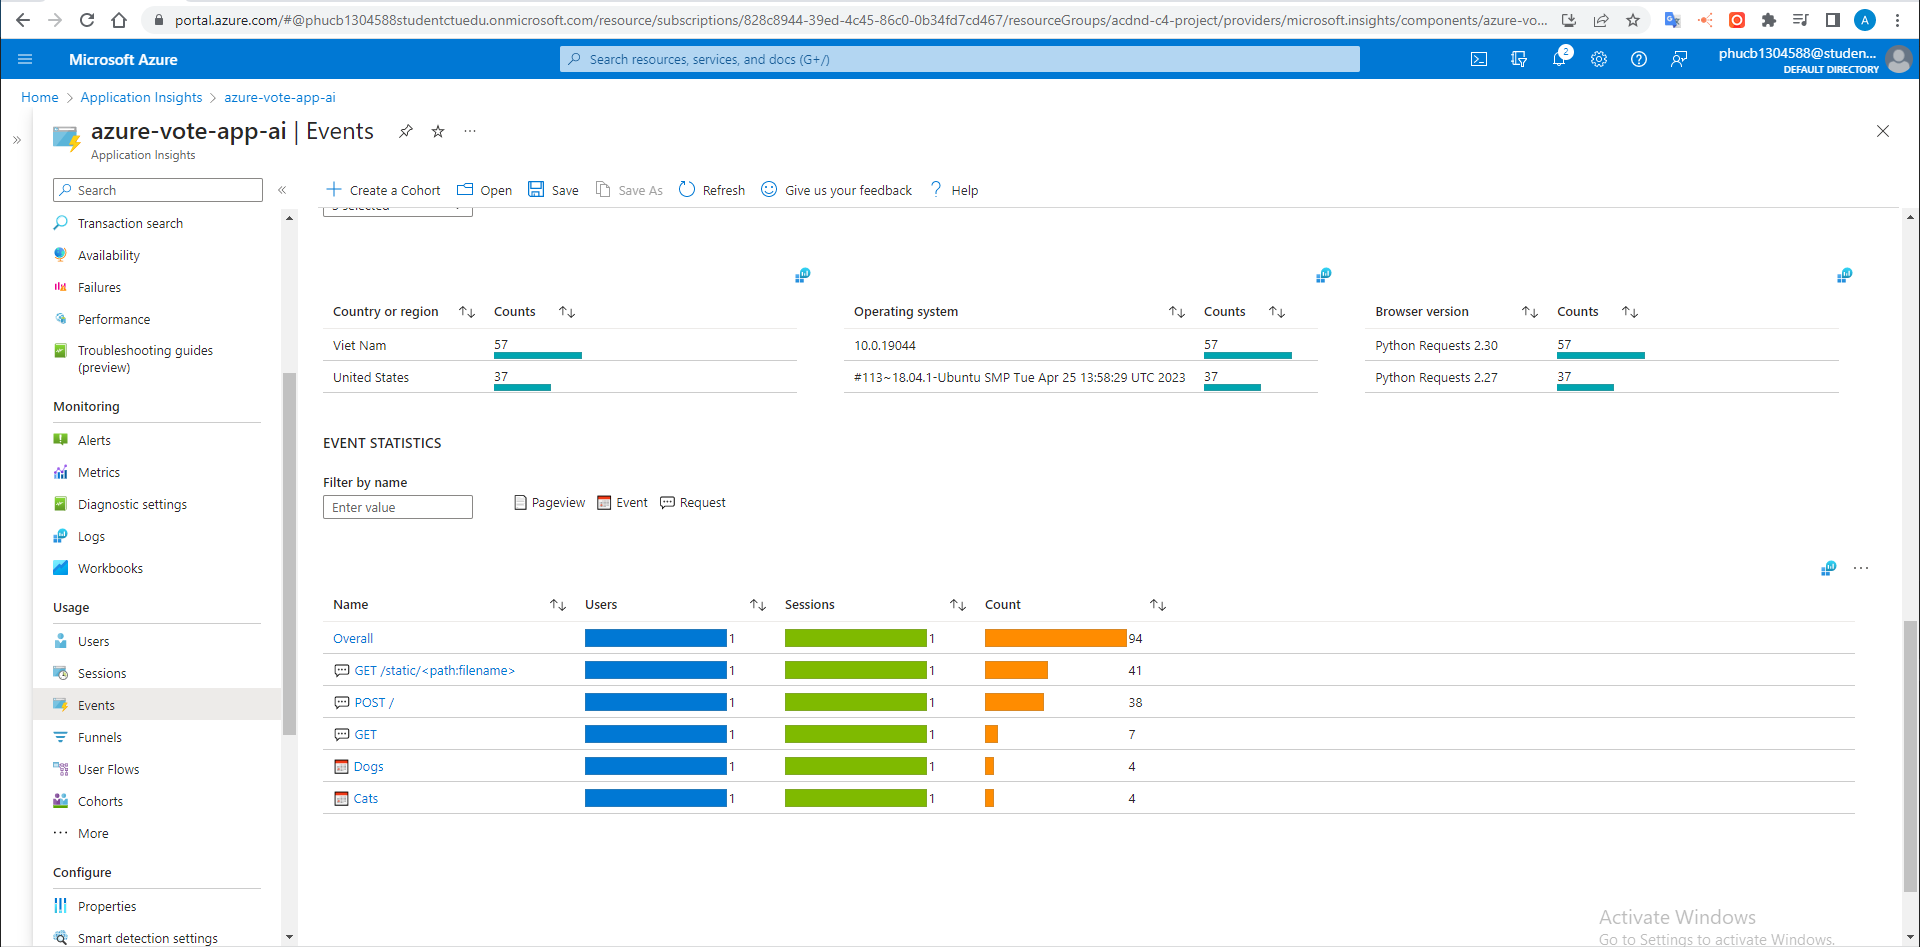 portal.azure.com/#@phucb1304588studentctuedu.onmicrosoft.com/resource/subscriptions/828c8944-39ed-4c45-86c0-0b34fd7cd467/resourceGroups/acdnd-c4-project/providers/microsoft.insights/components/azure-vo...
A
Microsoft Azure
Search resources, services, and docs (G+/)
2
phucb1304588@studen...
DEFAULT DIRECTORY
Home > Application Insights > azure-vote-app-ai
azure-vote-app-ai | Events
Application Insights
Search
Create a Cohort Open Save Save As Refresh Give us your feedback Help
Transaction search
Availability
Failures
Performance
Troubleshooting guides
(preview)
Monitoring
Alerts
Metrics
Diagnostic settings
Logs
Workbooks
Usage
Users
Sessions
Events
Funnels
User Flows
Cohorts
More
Configure
Properties
Smart detection settings
Country or region Counts
Viet Nam 57
United States 37
Operating system Counts
10.0.19044 57
#113~18.04.1-Ubuntu SMP Tue Apr 25 13:58:29 UTC 2023 37
Browser version Counts
Python Requests 2.30 57
Python Requests 2.27 37
EVENT STATISTICS
Filter by name
Enter value
Pageview Event Request
Name Users Sessions Count
Overall 1 1 94
GET /static/<path:filename> 1 1 41
POST / 1 1 38
GET 1 1 7
Dogs 1 1 4
Cats 1 1 4
Activate Windows
Go to Settings to activate Windows.